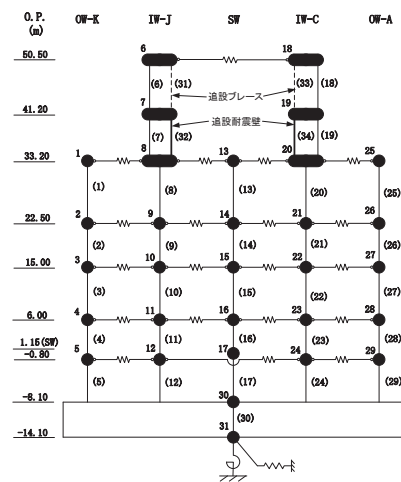 O.P. OW-K IW-J SW IW-C OW-A
(m)
6 18
50.50
(6) (31) (33) (18)
追設ブレース
7 19
41.20
追設耐震壁
(7) (32) (34) (19)
1 8 13 20 25
33.20
(1) (8) (13) (20) (25)
2 9 14 21 26
22.50
(2) (9) (14) (21) (26)
3 10 15 22 27
15.00
(3) (10) (15) (22) (27)
4 11 16 23 28
6.00
(4) (11) (16) (23) (28)
1.15(SW) 17
5 12 24 29
-0.80
(5) (12) (17) (24) (29)
30
-8.10
(30)
31
-14.10